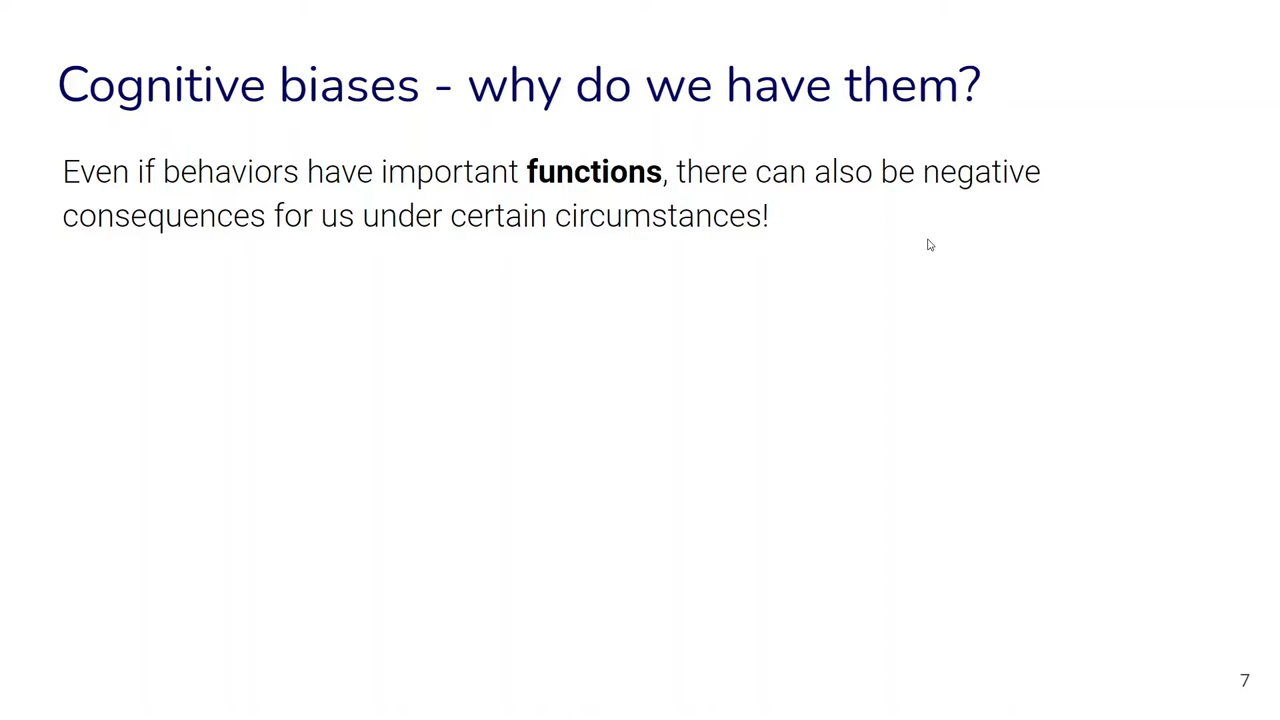 Cognitive biases - why do we have them?
Even if behaviors have important functions, there can also be negative
consequences for us under certain circumstances!
7